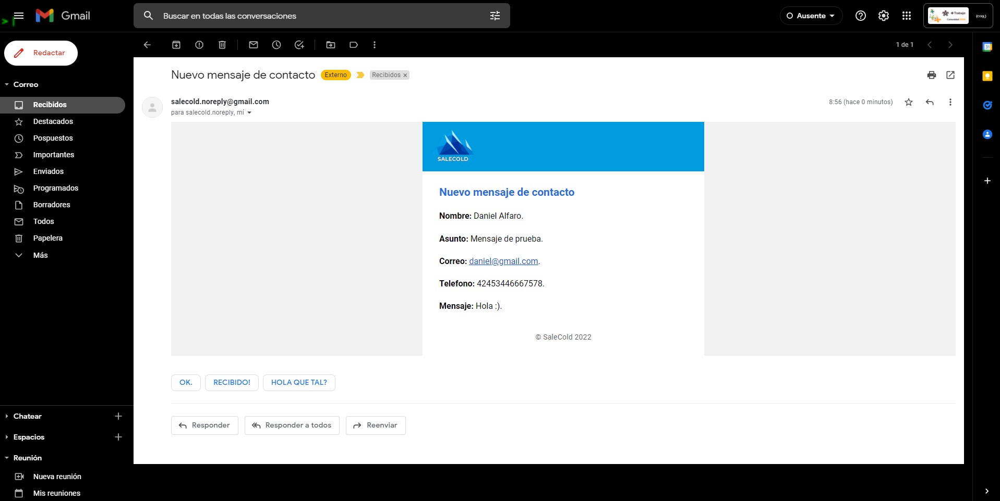 Gmail
Buscar en todas las conversaciones
Ausente
+Trabajo
{CODE}
Redactar
1 de 1
31
Correo
Recibidos
Destacados
Pospuestos
Importantes
Enviados
Programados
Borradores
Todos
Papelera
Más
Nuevo mensaje de contacto Externo Recibidos ×
salecold.noreply@gmail.com
8:56 (hace 0 minutos)
para salecold.noreply, mí
SALECOLD
Nuevo mensaje de contacto
Nombre: Daniel Alfaro.
Asunto: Mensaje de prueba.
Correo: daniel@gmail.com.
Telefono: 42453446667578.
Mensaje: Hola :).
© SaleCold 2022
OK.
RECIBIDO!
HOLA QUE TAL?
Responder
Responder a todos
Reenviar
Chatear
Espacios
Reunión
Nueva reunión
Mis reuniones